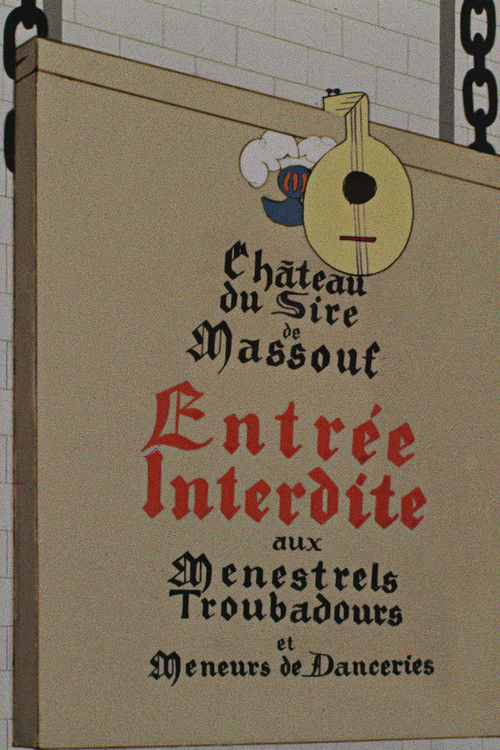 Château
du Sire
de
Massouf
Entrée
Interdite
aux
Menestrels
Troubadours
et
Meneurs de Danceries